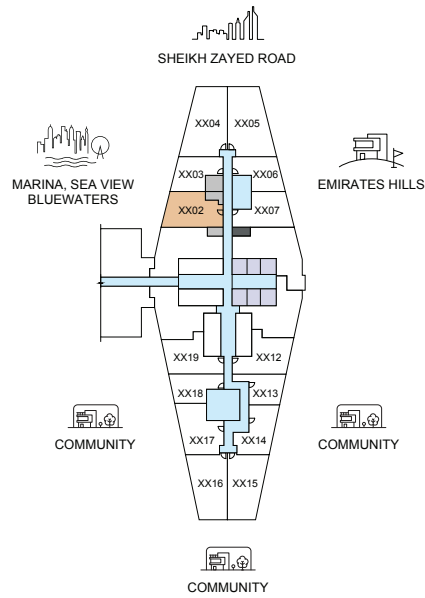 SHEIKH ZAYED ROAD
XX04
XX05
XX03
XX06
MARINA, SEA VIEW
BLUEWATERS
EMIRATES HILLS
XX02
XX07
XX19
XX12
XX18
XX13
COMMUNITY
COMMUNITY
XX17
XX14
XX16
XX15
COMMUNITY